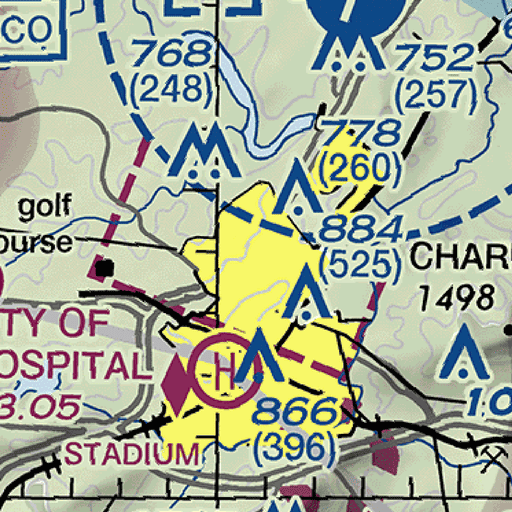 CO
768
(248)
752
(257)
778
(260)
golf
ourse
884
(525)
CHAR
1498
TY OF
OSPITAL
3.05
H
866
(396)
1.0
STADIUM